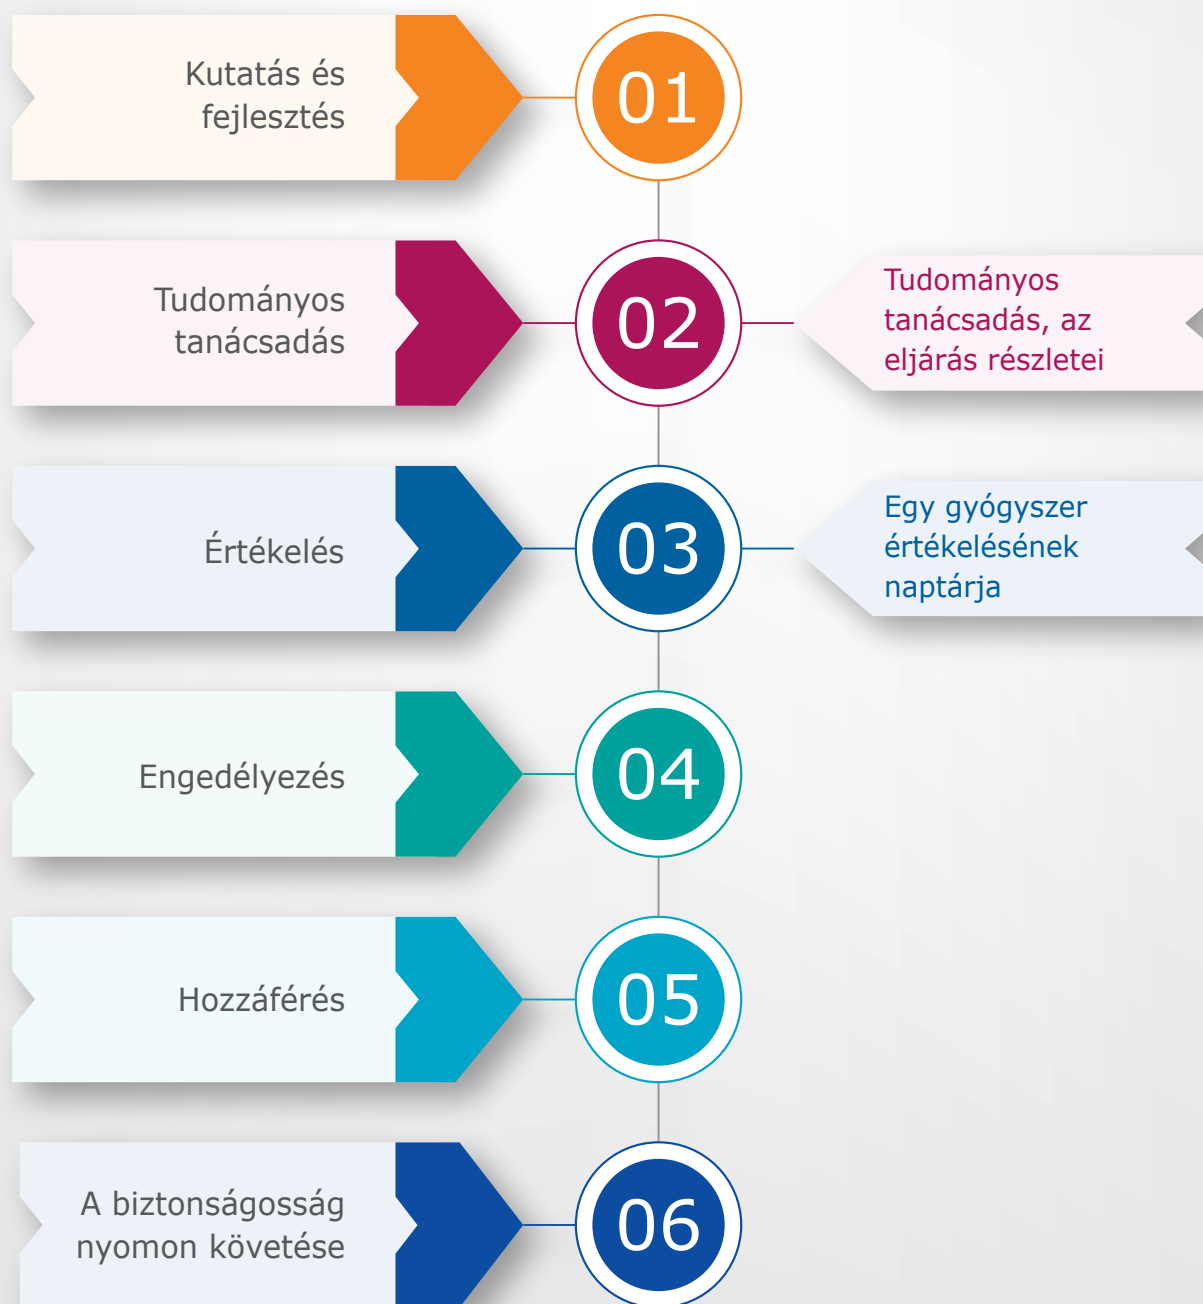 Kutatás és
fejlesztés
01
Tudományos
tanácsadás
02
Tudományos
tanácsadás, az
eljárás részletei
Értékelés
03
Egy gyógyszer
értékelésének
naptárja
Engedélyezés
04
Hozzáférés
05
A biztonságosság
nyomon követése
06